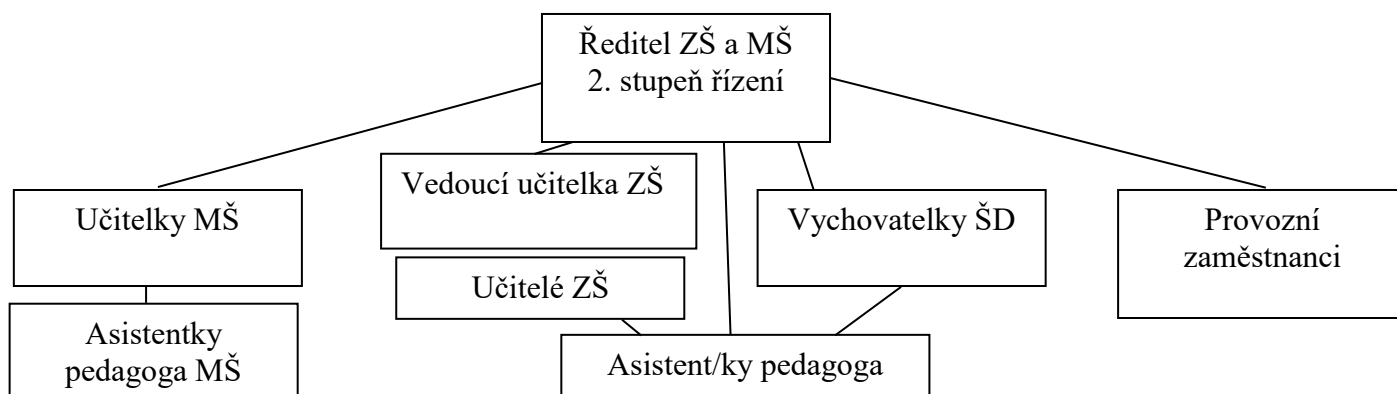 Ředitel ZŠ a MŠ
2. stupeň řízení
Vedoucí učitelka ZŠ
Učitelky MŠ
Vychovatelky ŠD
Provozní
zaměstnanci
Učitelé ZŠ
Asistentky
pedagoga MŠ
Asistent/ky pedagoga